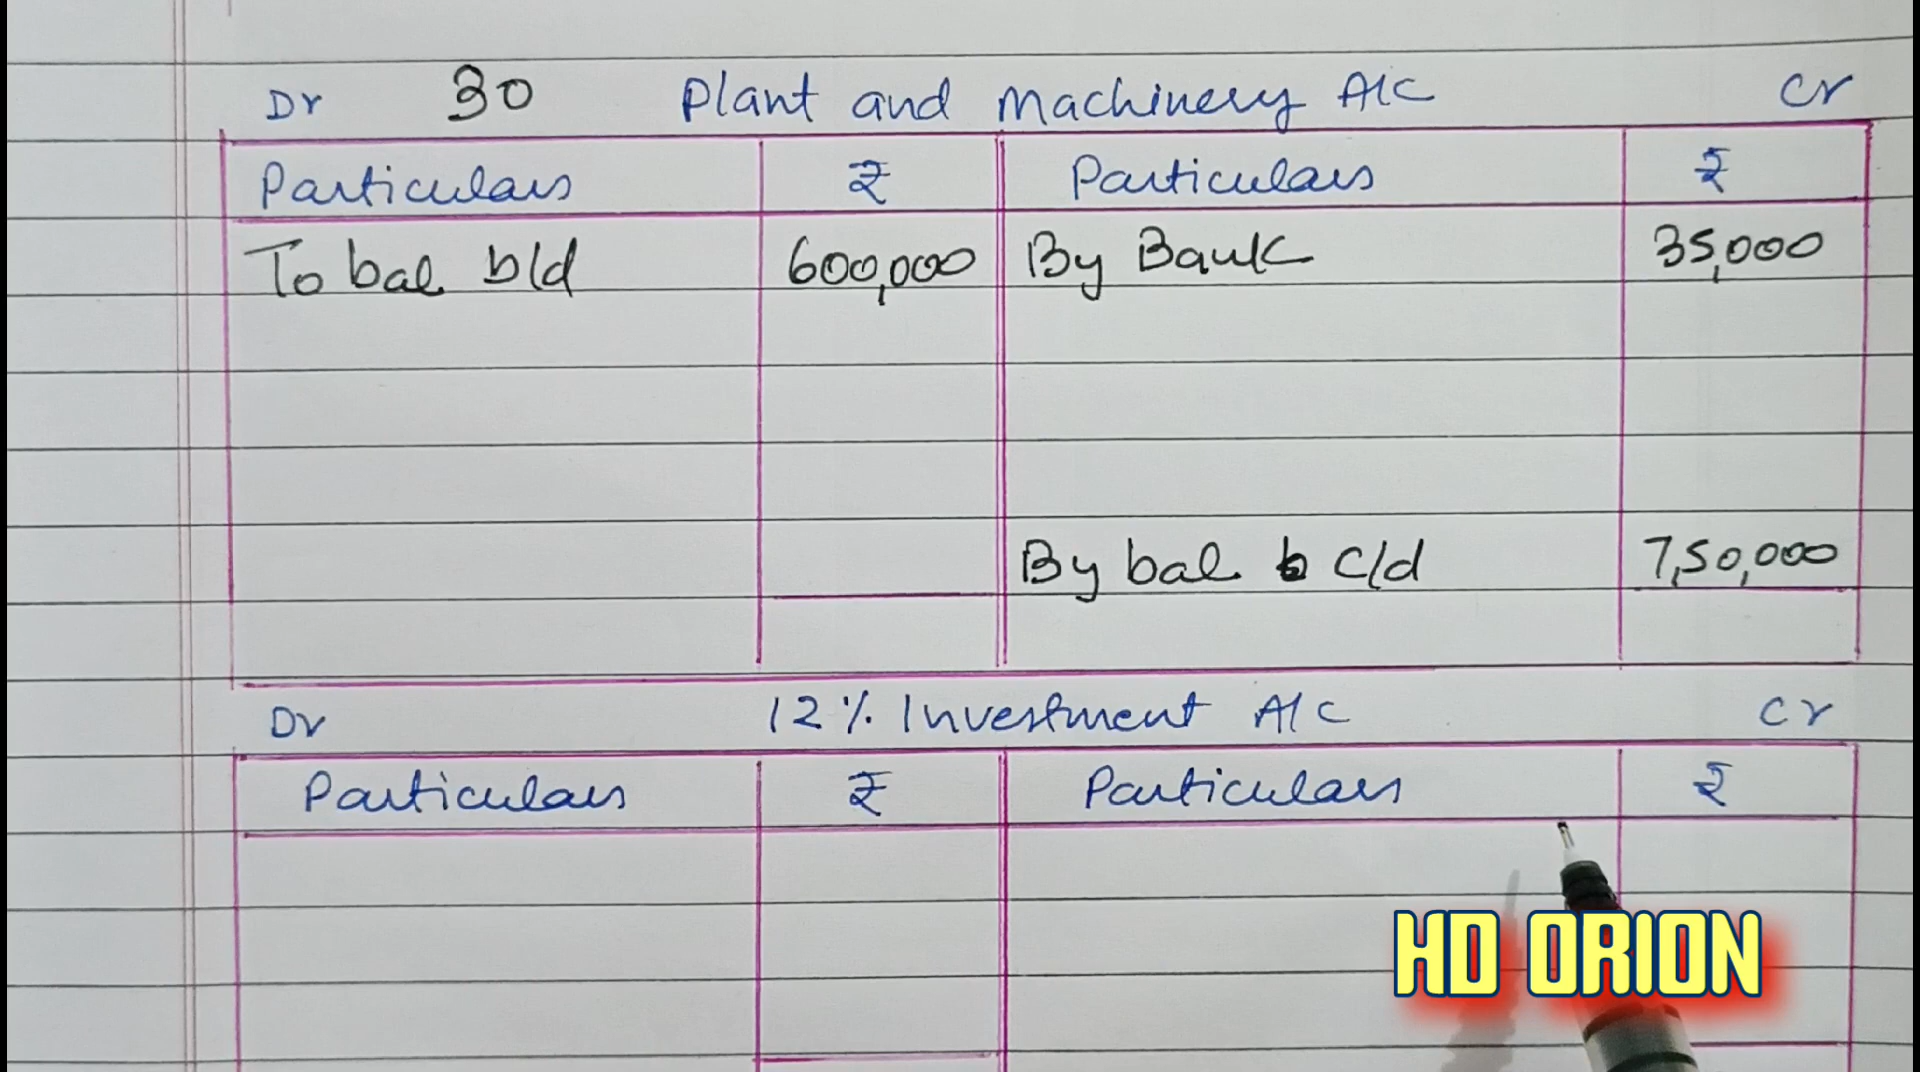 Dr 30 Plant and Machinery A/C Cr
Particulars ₹ Particulars ₹
To bal b/d 600,000 By Bank 35,000
By bal b c/d 7,50,000
Dr 12% Investment A/C Cr
Particulars ₹ Particulars ₹
HD ORION